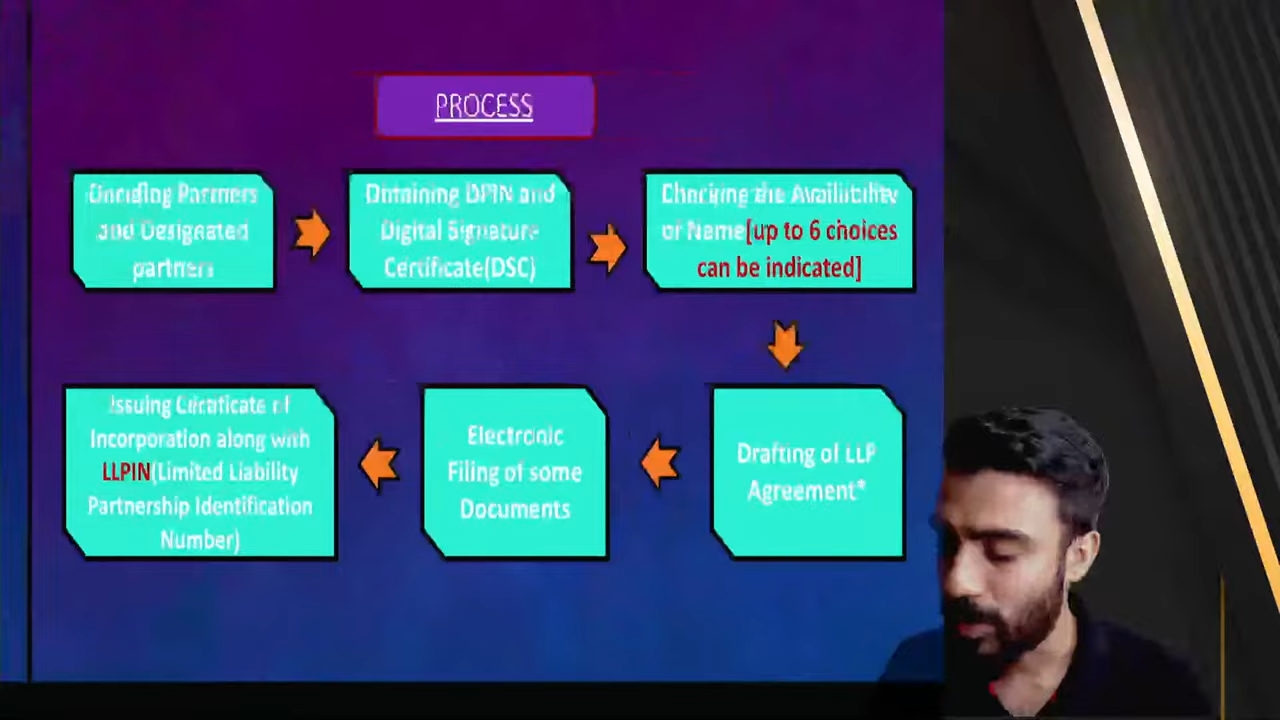 PROCESS
Deciding Partners
and Designated
partners
Obtaining DPIN and
Digital Signature
Certificate(DSC)
Checking the Availability
of Name[up to 6 choices
can be indicated]
Drafting of LLP
Agreement*
Electronic
Filing of some
Documents
Issuing Certificate of
Incorporation along with
LLPIN(Limited Liability
Partnership Identification
Number)